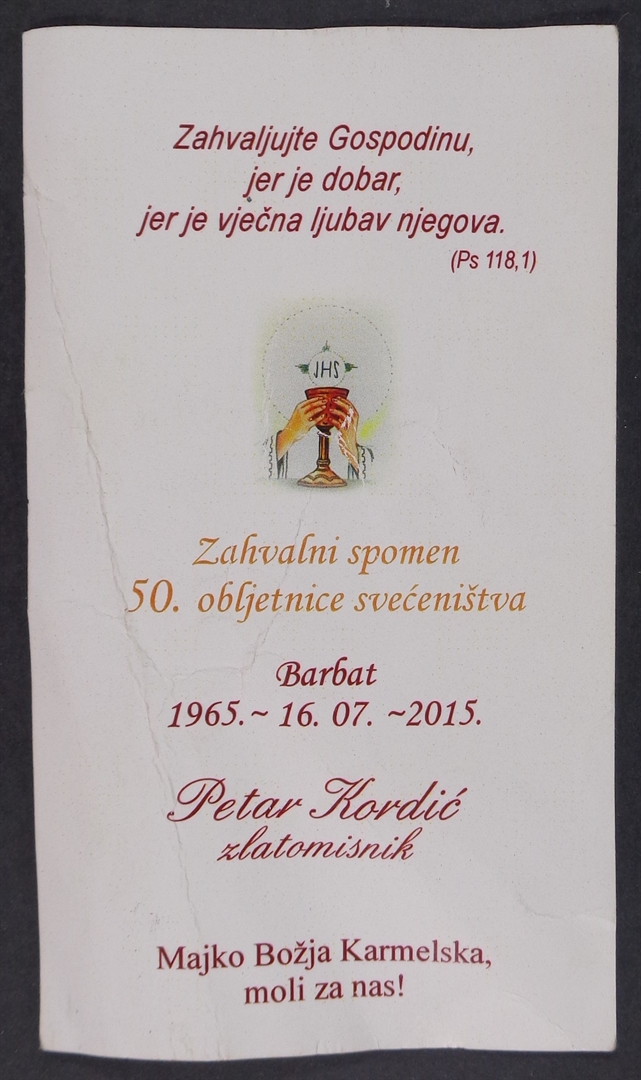 Zahvaljujte Gospodinu,
jer je dobar,
jer je vječna ljubav njegova.
(Ps 118,1)
JHS
Zahvalni spomen
50. obljetnice svećeništva
Barbat
1965.~ 16. 07. ~2015.
Petar Kordić
zlatomisnik
Majko Božja Karmelska,
moli za nas!